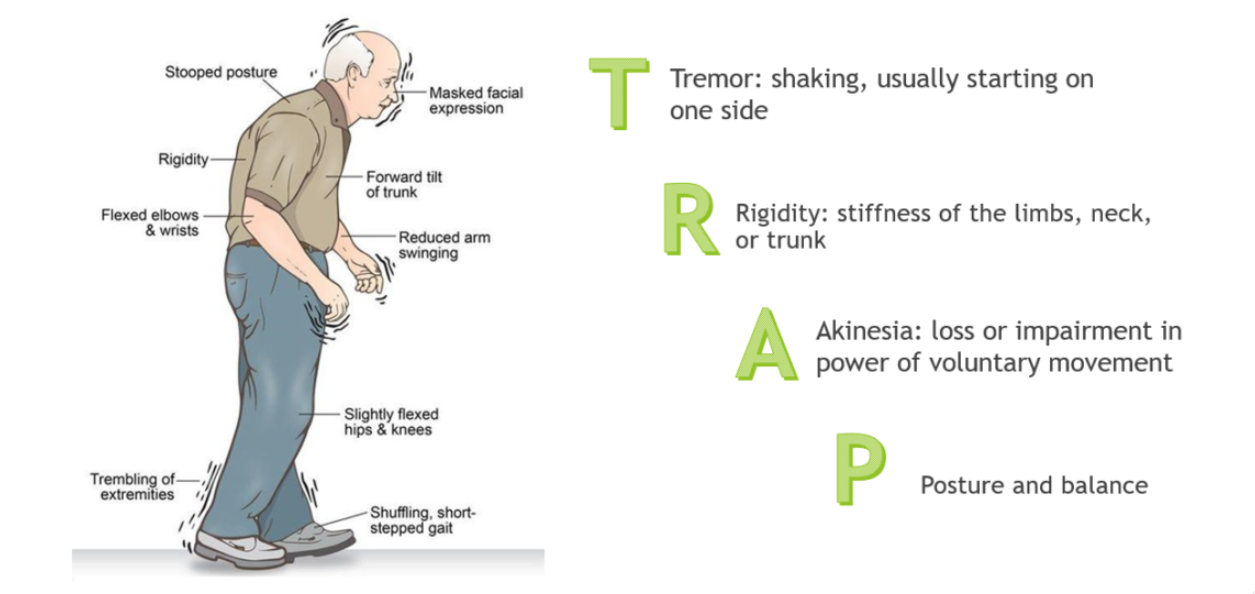 Stooped posture
Masked facial
expression
Rigidity
Forward tilt
of trunk
Flexed elbows
& wrists
Reduced arm
swinging
Slightly flexed
hips & knees
Trembling of
extremities
Shuffling, short-
stepped gait
T
Tremor: shaking, usually starting on
one side
R
Rigidity: stiffness of the limbs, neck,
or trunk
A
Akinesia: loss or impairment in
power of voluntary movement
P
Posture and balance